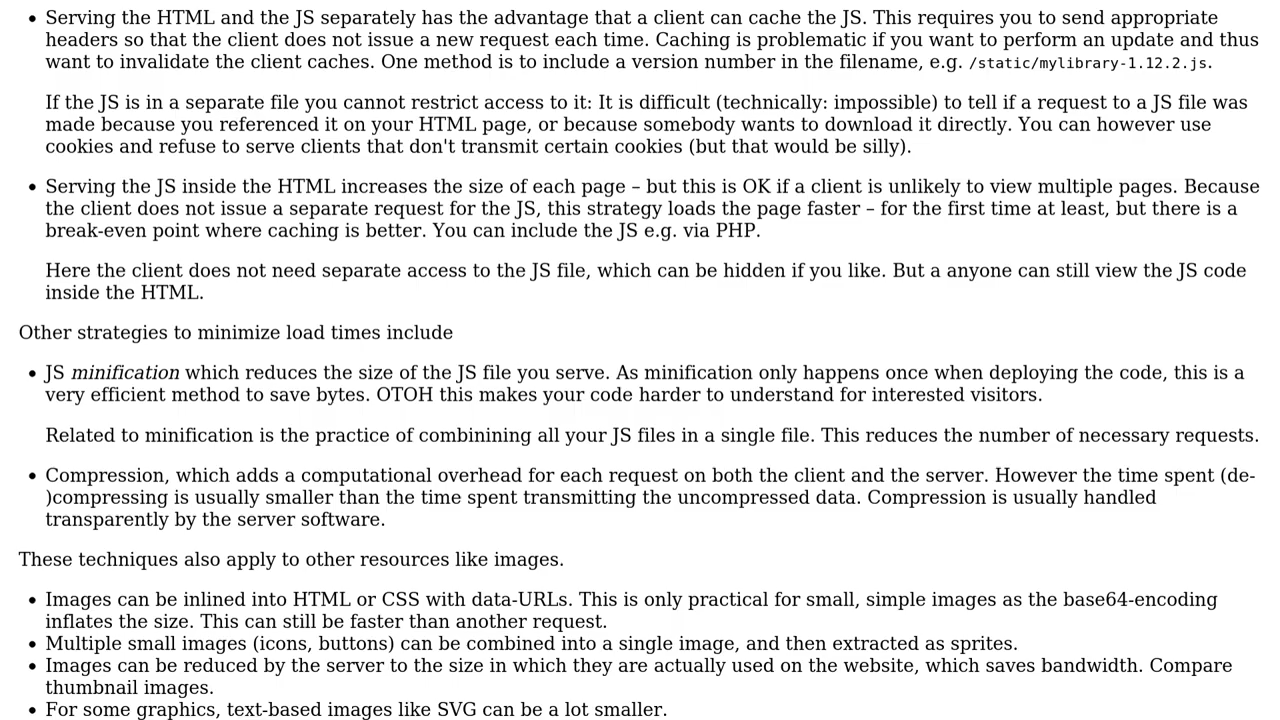 • Serving the HTML and the JS separately has the advantage that a client can cache the JS. This requires you to send appropriate
headers so that the client does not issue a new request each time. Caching is problematic if you want to perform an update and thus
want to invalidate the client caches. One method is to include a version number in the filename, e.g. /static/mylibrary-1.12.2.js.
If the JS is in a separate file you cannot restrict access to it: It is difficult (technically: impossible) to tell if a request to a JS file was
made because you referenced it on your HTML page, or because somebody wants to download it directly. You can however use
cookies and refuse to serve clients that don't transmit certain cookies (but that would be silly).
• Serving the JS inside the HTML increases the size of each page – but this is OK if a client is unlikely to view multiple pages. Because
the client does not issue a separate request for the JS, this strategy loads the page faster – for the first time at least, but there is a
break-even point where caching is better. You can include the JS e.g. via PHP.
Here the client does not need separate access to the JS file, which can be hidden if you like. But a anyone can still view the JS code
inside the HTML.
Other strategies to minimize load times include
• JS minification which reduces the size of the JS file you serve. As minification only happens once when deploying the code, this is a
very efficient method to save bytes. OTOH this makes your code harder to understand for interested visitors.
Related to minification is the practice of combinining all your JS files in a single file. This reduces the number of necessary requests.
• Compression, which adds a computational overhead for each request on both the client and the server. However the time spent (de-
)compressing is usually smaller than the time spent transmitting the uncompressed data. Compression is usually handled
transparently by the server software.
These techniques also apply to other resources like images.
• Images can be inlined into HTML or CSS with data-URLs. This is only practical for small, simple images as the base64-encoding
inflates the size. This can still be faster than another request.
• Multiple small images (icons, buttons) can be combined into a single image, and then extracted as sprites.
• Images can be reduced by the server to the size in which they are actually used on the website, which saves bandwidth. Compare
thumbnail images.
• For some graphics, text-based images like SVG can be a lot smaller.